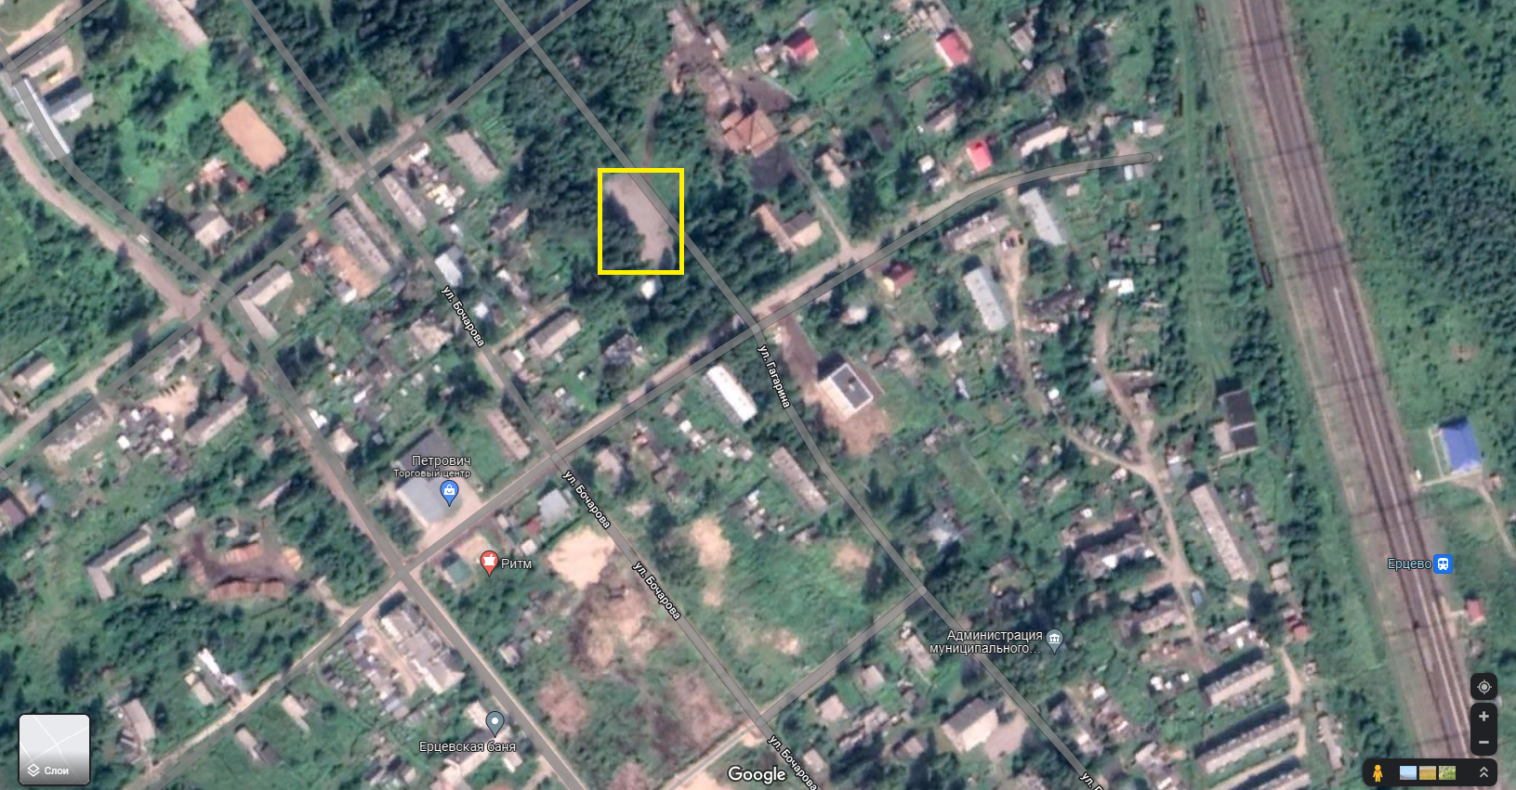 ул. Бочарова
ул. Гагарина
Петрович
Торговый центр
ул. Бочарова
Ритм
ул. Бочарова
Ерцево
Администрация
муниципального...
Ерцевская баня
ул. Бочарова
Слои
Google